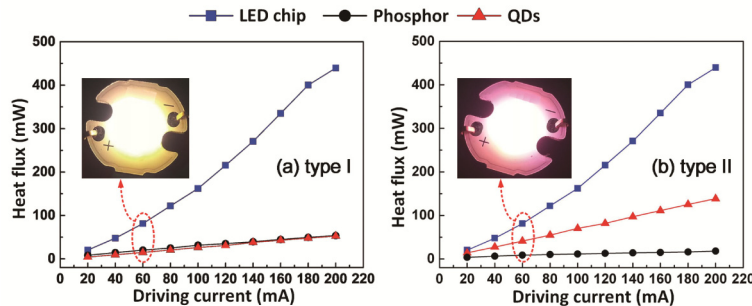 LED chip Phosphor QDs
500
400
300
200
100
0
Heat flux (mW)
+
−
(a) type I
0 20 40 60 80 100 120 140 160 180 200 220
Driving current (mA)
500
400
300
200
100
0
Heat flux (mW)
+
−
(b) type II
0 20 40 60 80 100 120 140 160 180 200 220
Driving current (mA)